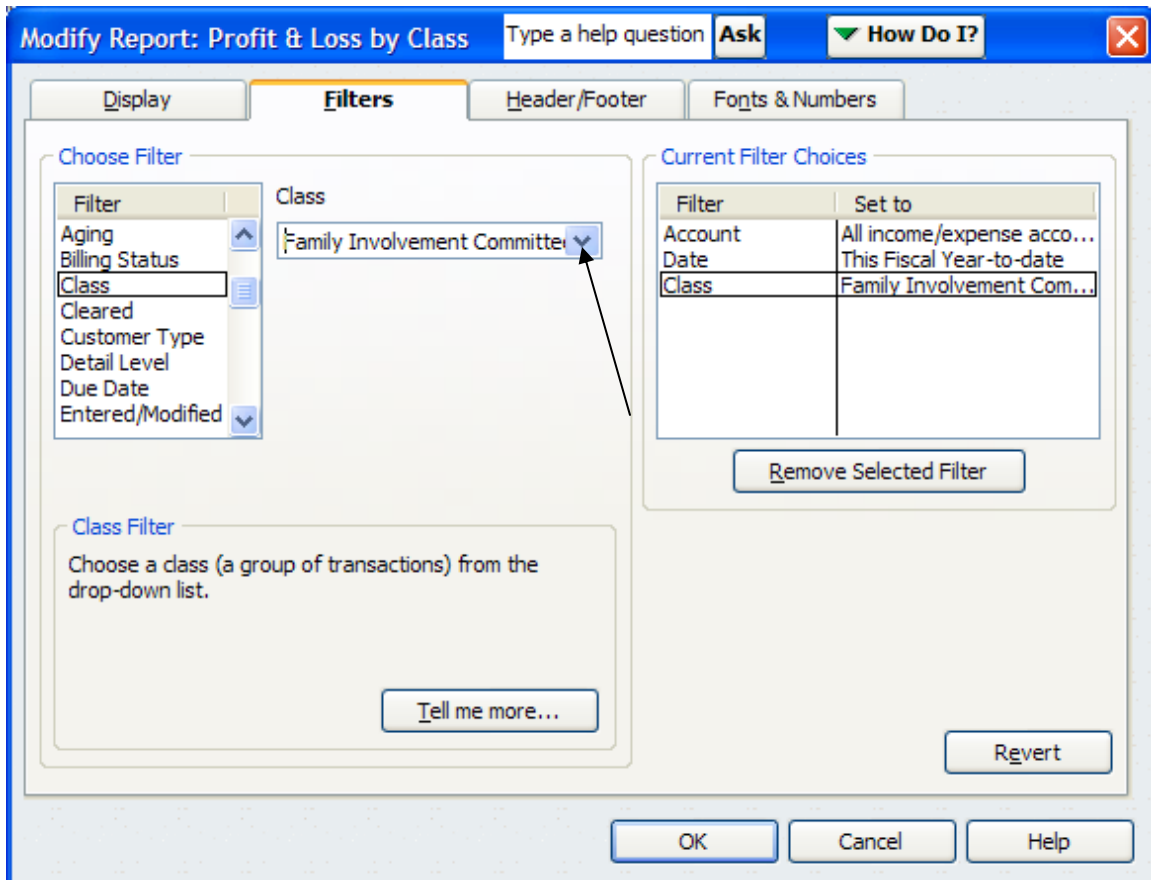 Modify Report: Profit & Loss by Class
Type a help question
Ask
How Do I?
Display
Filters
Header/Footer
Fonts & Numbers
Choose Filter
Filter
Aging
Billing Status
Class
Cleared
Customer Type
Detail Level
Due Date
Entered/Modified
Class
Family Involvement Committee
Class Filter
Choose a class (a group of transactions) from the
drop-down list.
Tell me more...
Current Filter Choices
Filter Set to
Account All income/expense acco...
Date This Fiscal Year-to-date
Class Family Involvement Com...
Remove Selected Filter
Revert
OK
Cancel
Help